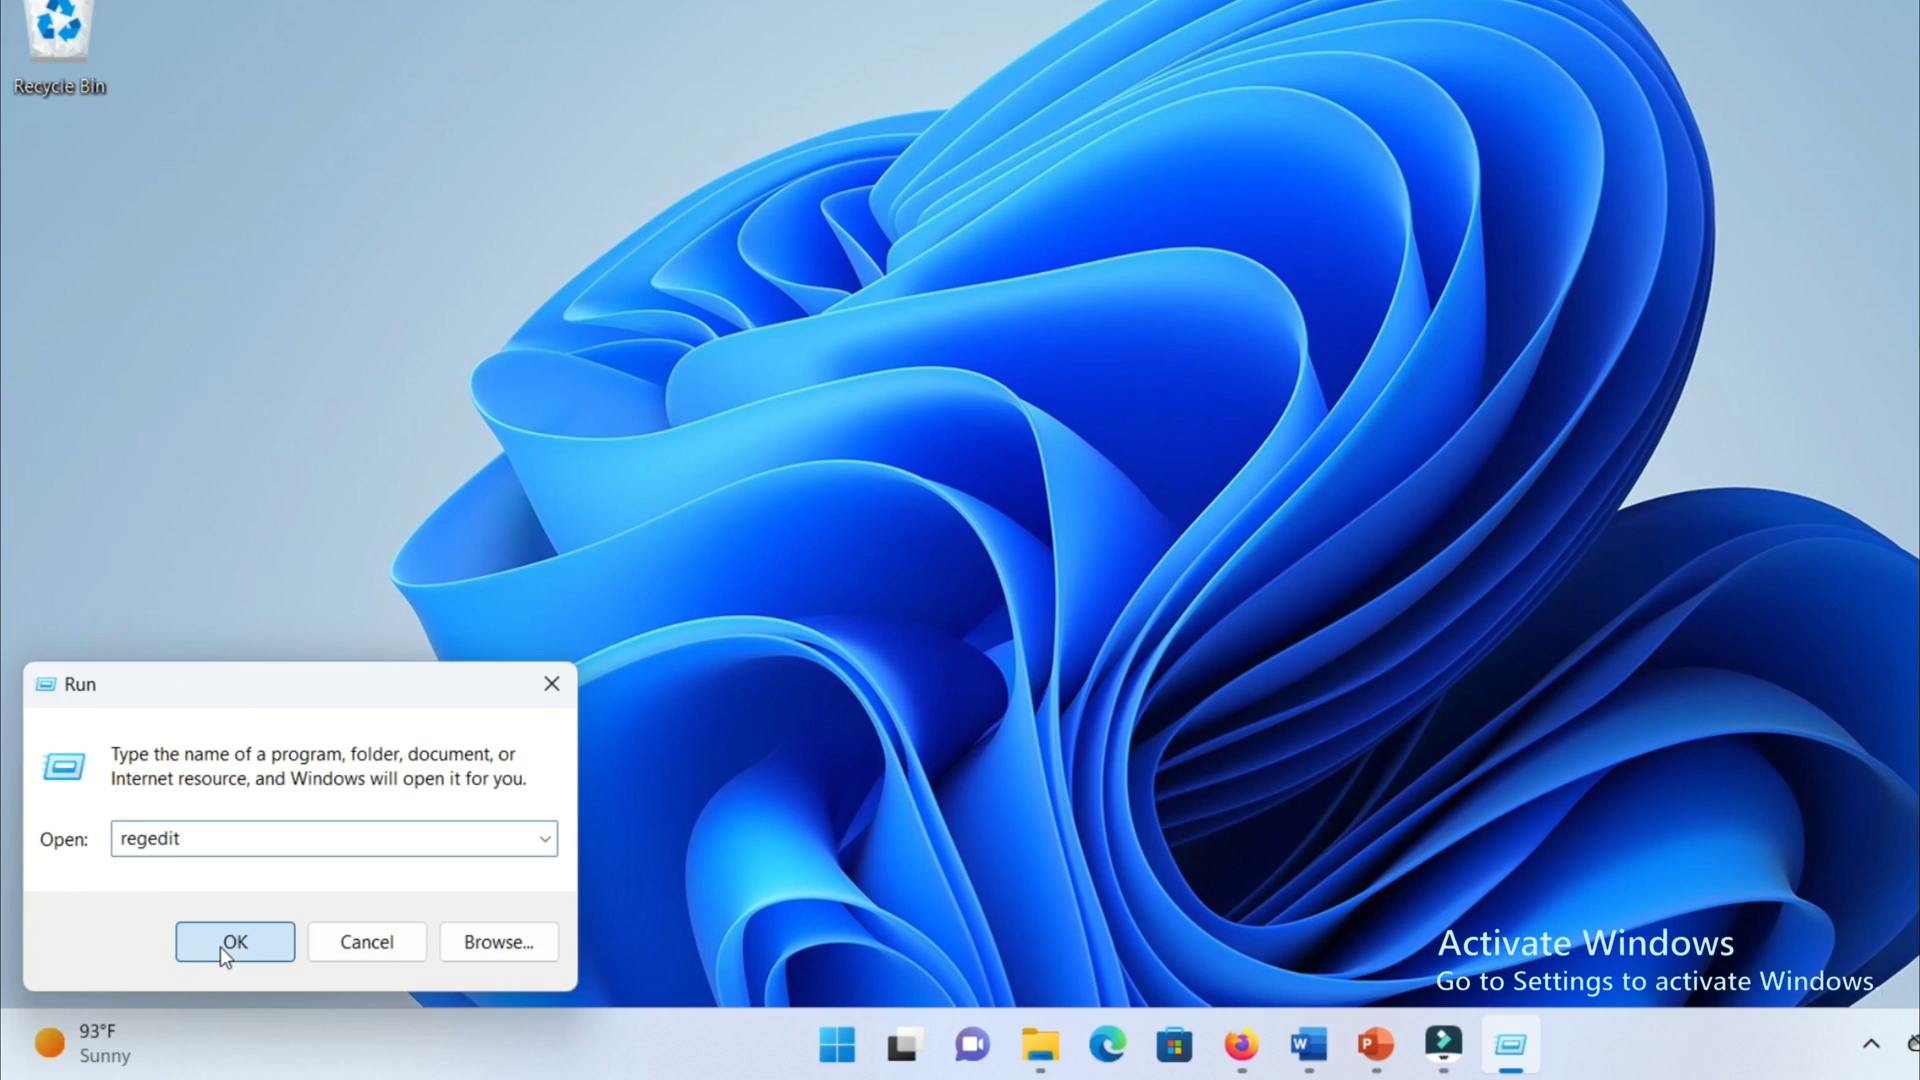 Recycle Bin
Run
Type the name of a program, folder, document, or
Internet resource, and Windows will open it for you.
Open:
regedit
OK
Cancel
Browse...
Activate Windows
Go to Settings to activate Windows.
93°F
Sunny
W
P